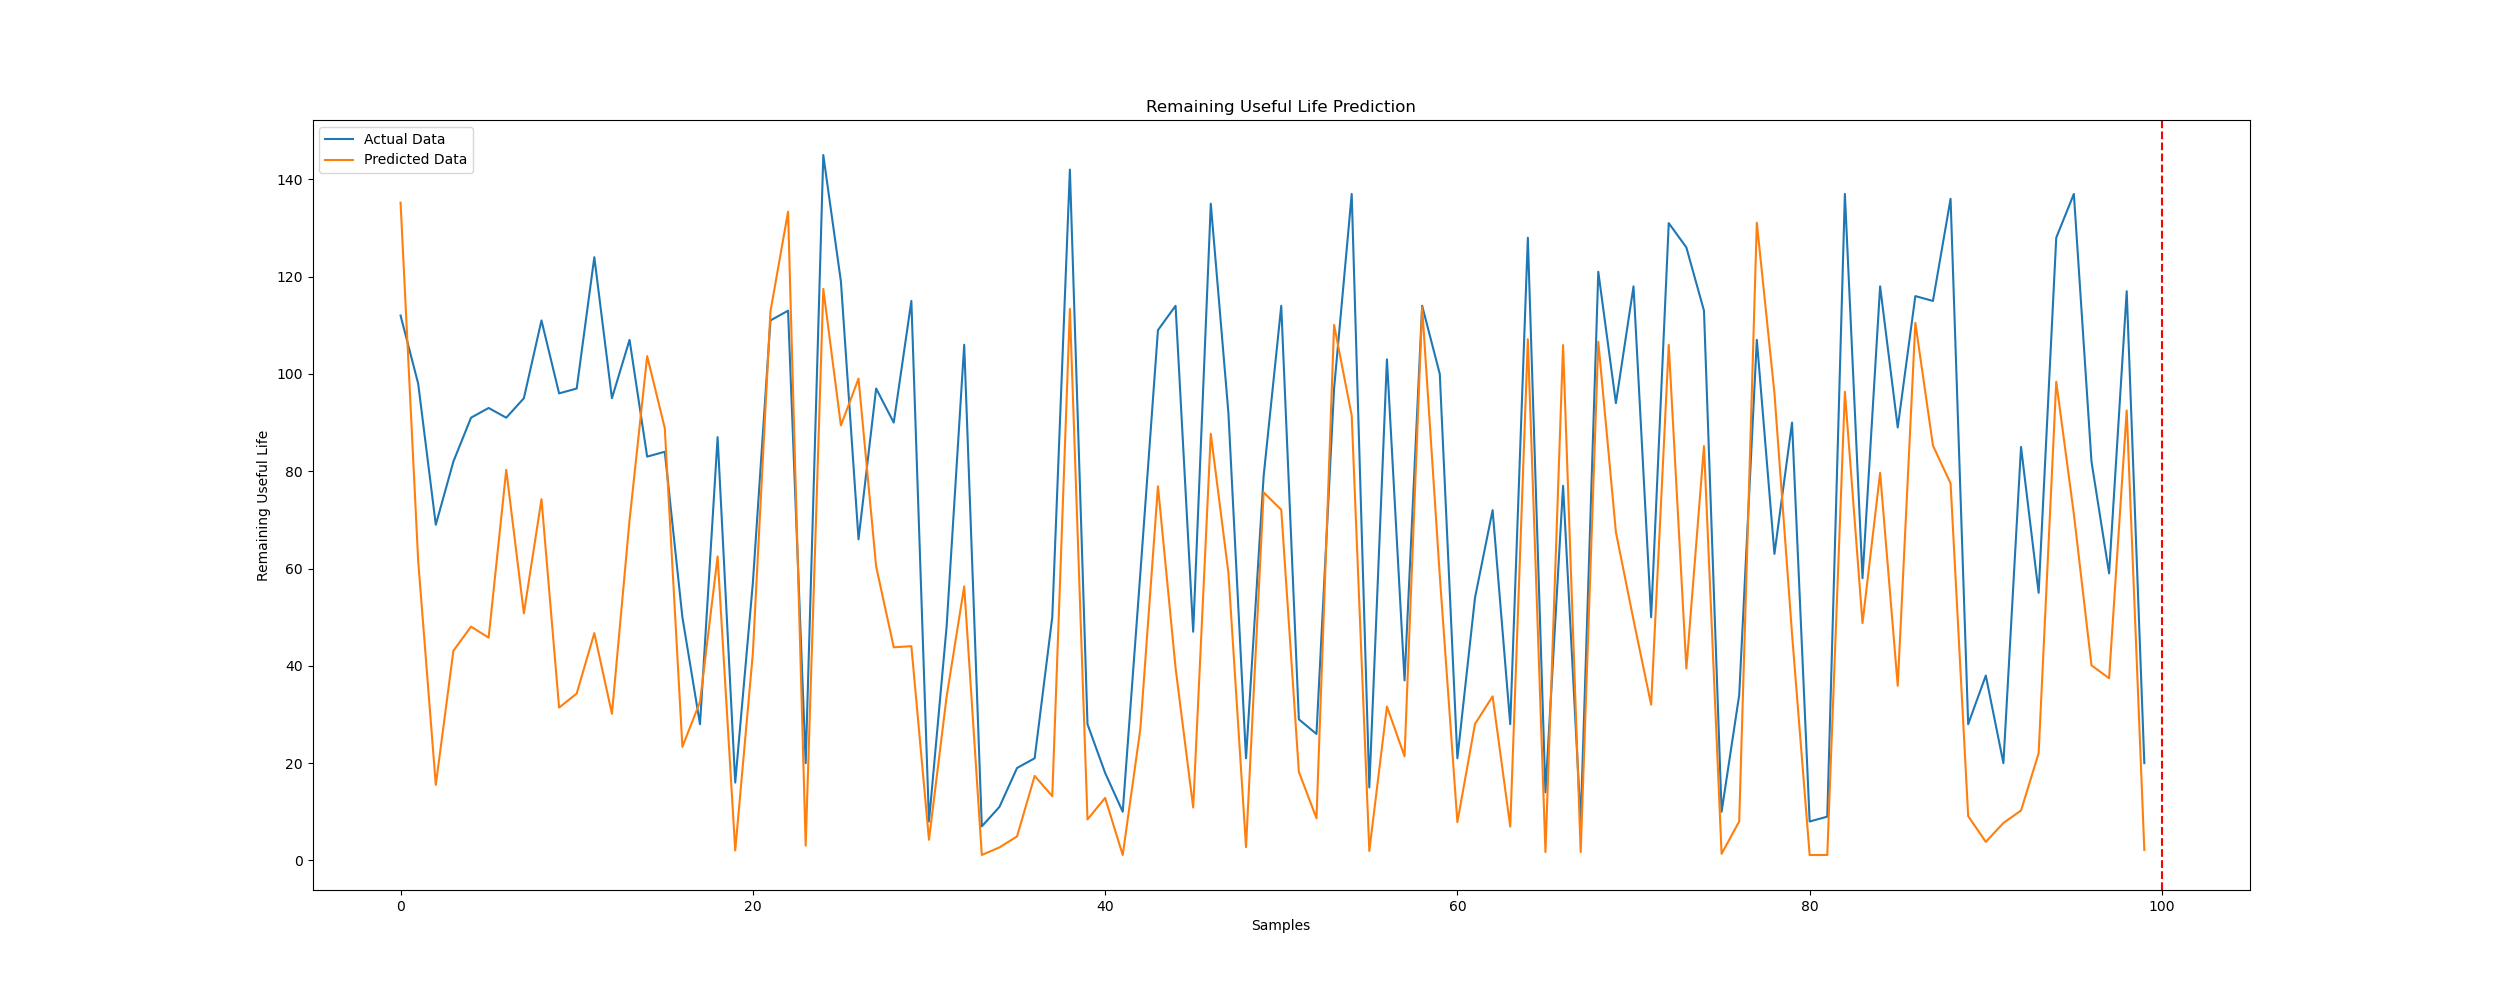 Remaining Useful Life Prediction
Actual Data
Predicted Data
Remaining Useful Life
140
120
100
80
60
40
20
0
0 20 40 60 80 100
Samples